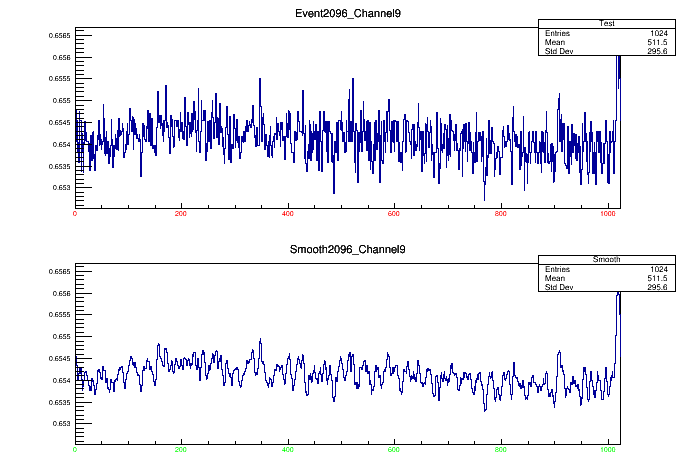 Event2096_Channel9
Test
Entries 1024
Mean 511.5
Std Dev 295.6
0.6565
0.656
0.6555
0.655
0.6545
0.654
0.6535
0.653
0 200 400 600 800 1000
Smooth2096_Channel9
Smooth
Entries 1024
Mean 511.5
Std Dev 295.6
0.6565
0.656
0.6555
0.655
0.6545
0.654
0.6535
0.653
0 200 400 600 800 1000